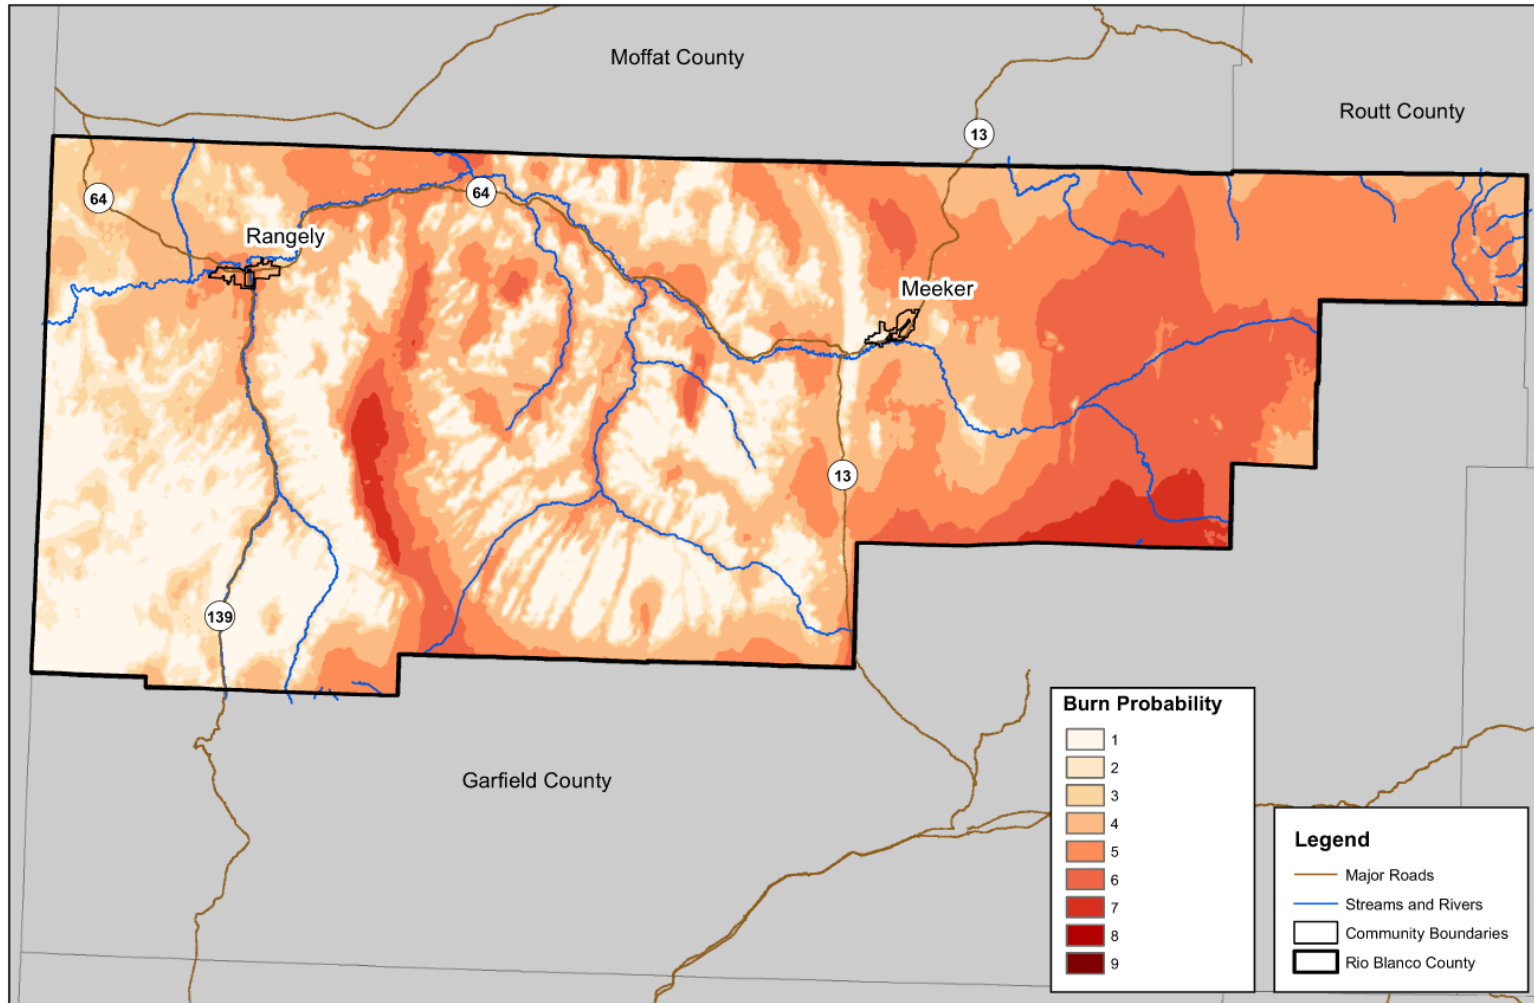 Moffat County
Routt County
13
64
64
Rangely
Meeker
13
139
Garfield County
Burn Probability
1
2
3
4
5
6
7
8
9
Legend
Major Roads
Streams and Rivers
Community Boundaries
Rio Blanco County